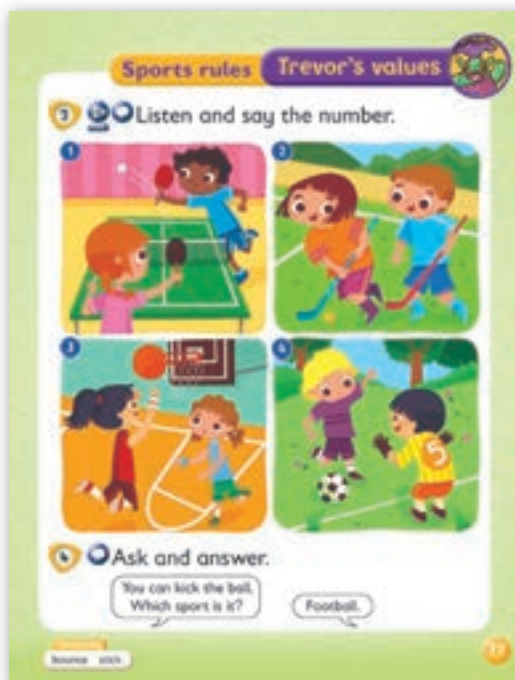 Sports rules
Trevor's values
3 Listen and say the number.
1
2
3
4
5
4 Ask and answer.
You can kick the ball.
Which sport is it?
Football.
bounce stick